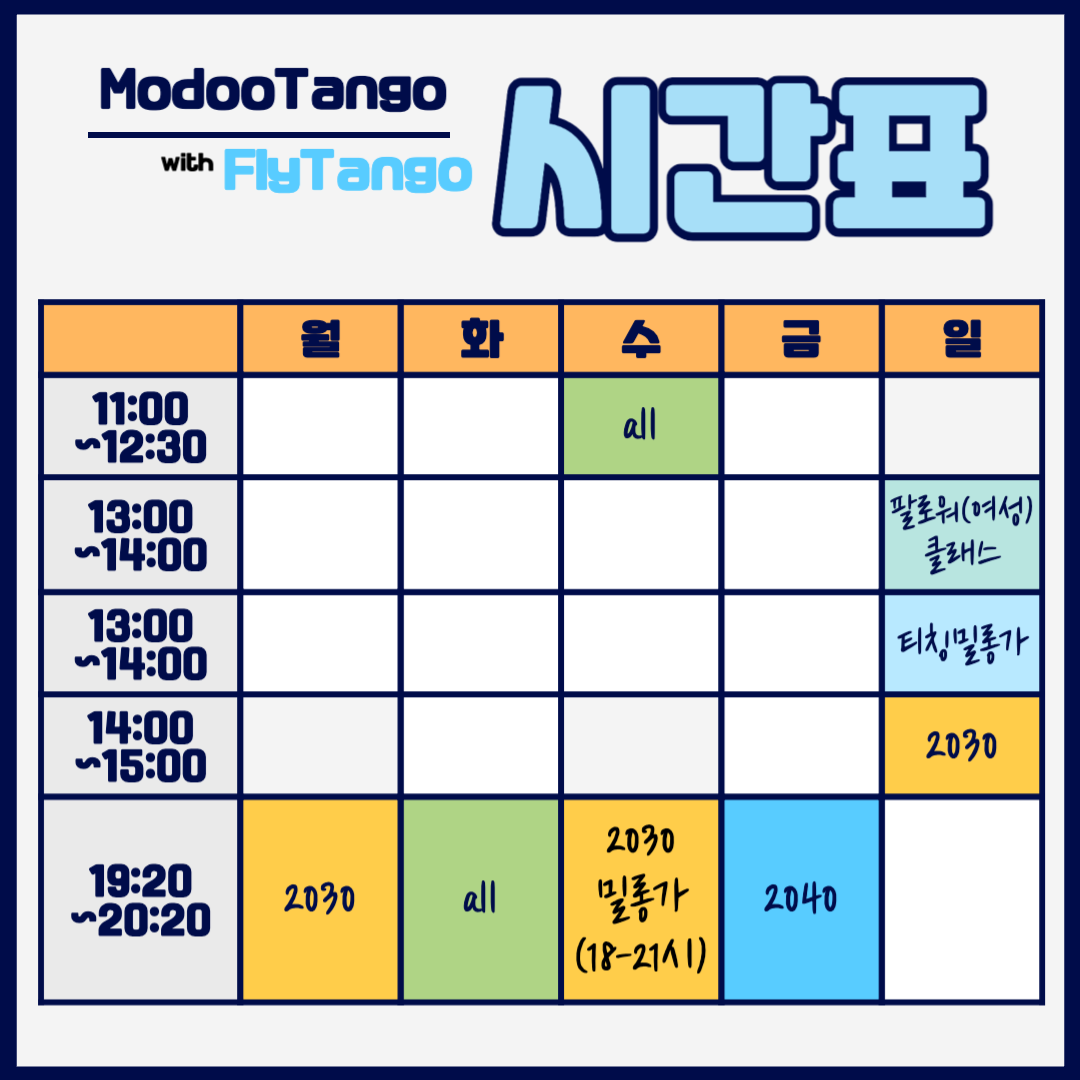 ModooTango
with FlyTango
시간표
월 화 수 금 일
11:00
~12:30
all
13:00
~14:00
팔로워(여성)
클래스
13:00
~14:00
티칭밀롱가
14:00
~15:00
2030
19:20
~20:20
2030
all
2030
밀롱가
(18-21시)
2040